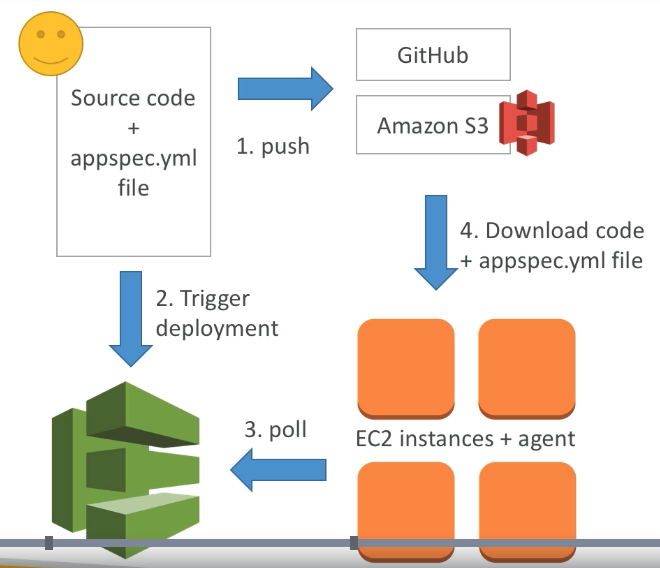 Source code
+
appspec.yml
file
1. push
GitHub
Amazon S3
2. Trigger
deployment
3. poll
4. Download code
+ appspec.yml file
EC2 instances + agent